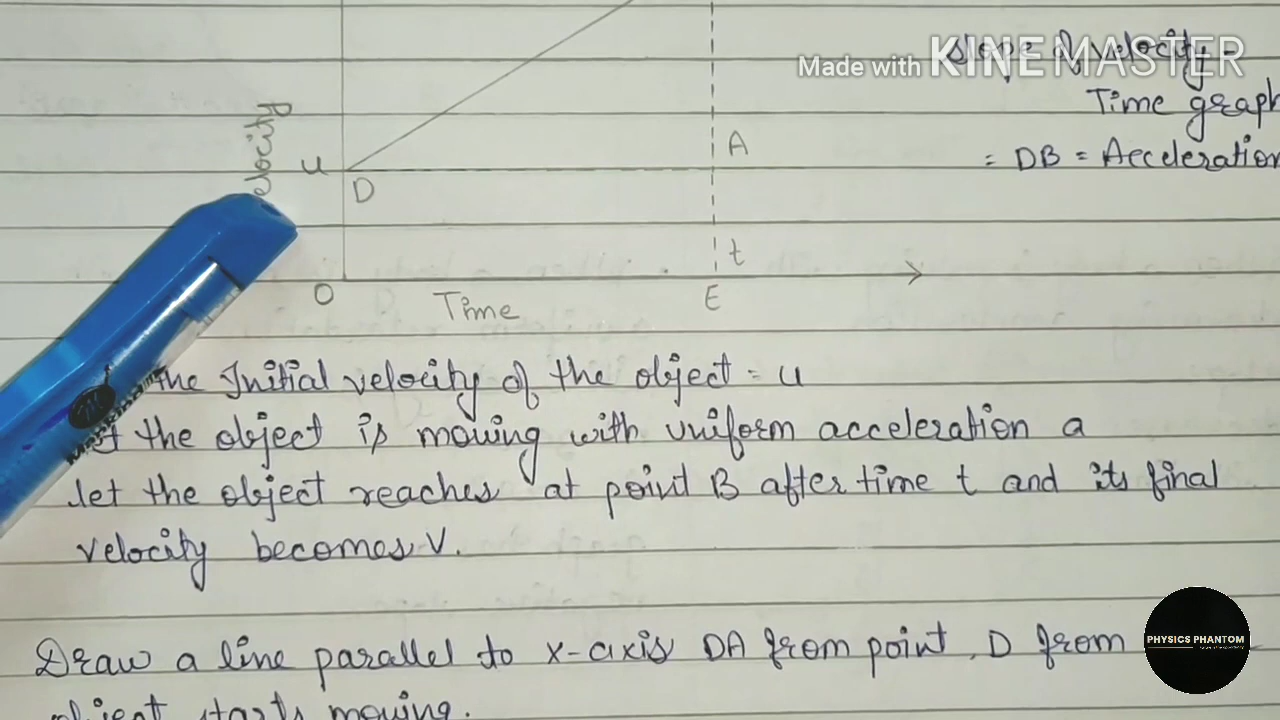 Made with KINEMASTER
slope of velocity -
Time graph
= DB = Acceleration
elocity
u
D
A
t
O
Time
E
the Initial velocity of the object = u
the object is moving with uniform acceleration a
let the object reaches at point B after time t and its final
velocity becomes V.
PHYSICS PHANTOM
Draw a line parallel to x-axis DA from point, D from
object starts moving.